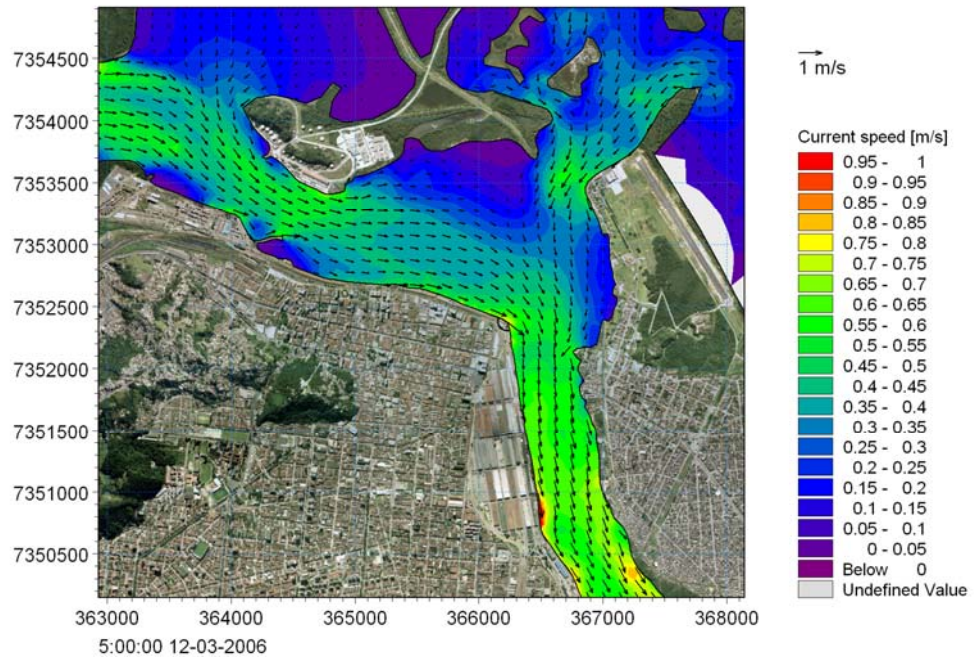 7354500
7354000
7353500
7353000
7352500
7352000
7351500
7351000
7350500
363000 364000 365000 366000 367000 368000
5:00:00 12-03-2006
1 m/s
Current speed [m/s]
0.95 - 1
0.9 - 0.95
0.85 - 0.9
0.8 - 0.85
0.75 - 0.8
0.7 - 0.75
0.65 - 0.7
0.6 - 0.65
0.55 - 0.6
0.5 - 0.55
0.45 - 0.5
0.4 - 0.45
0.35 - 0.4
0.3 - 0.35
0.25 - 0.3
0.2 - 0.25
0.15 - 0.2
0.1 - 0.15
0.05 - 0.1
0 - 0.05
Below 0
Undefined Value